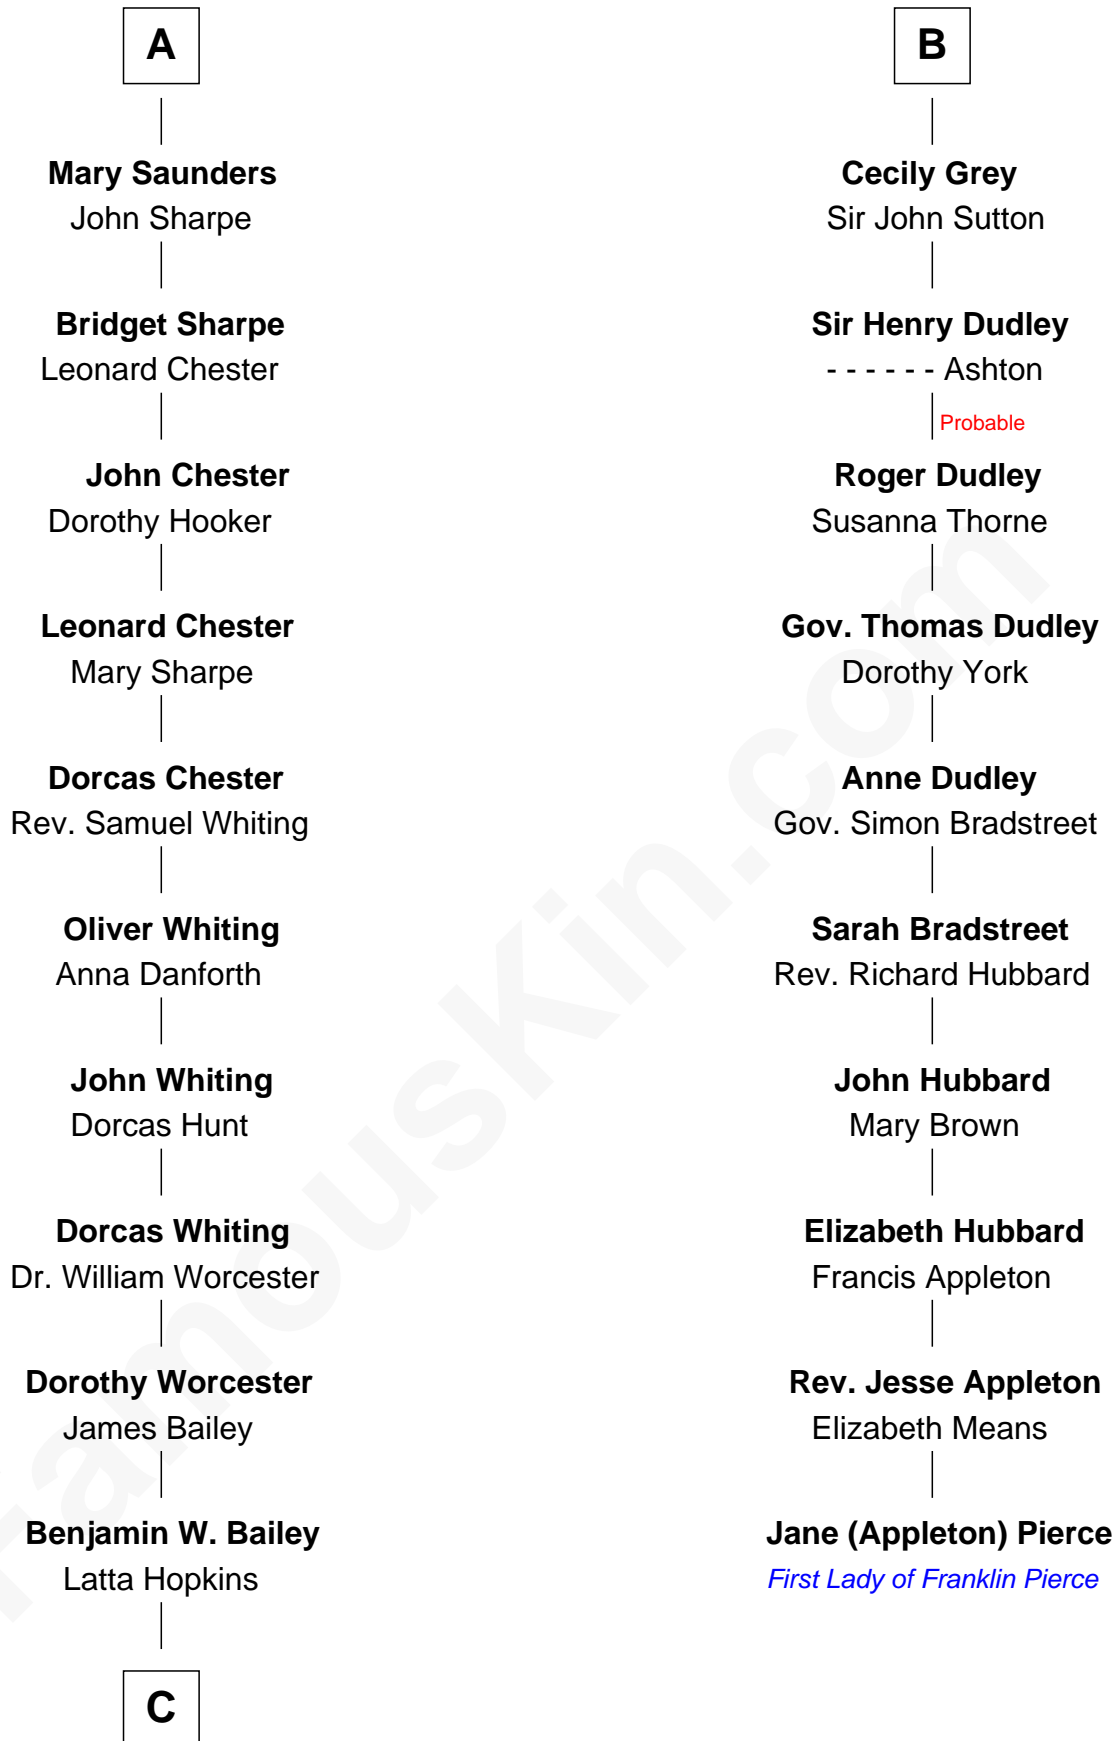 A
Mary Saunders
John Sharpe
Bridget Sharpe
Leonard Chester
John Chester
Dorothy Hooker
Leonard Chester
Mary Sharpe
Dorcas Chester
Rev. Samuel Whiting
Oliver Whiting
Anna Danforth
John Whiting
Dorcas Hunt
Dorcas Whiting
Dr. William Worcester
Dorothy Worcester
James Bailey
Benjamin W. Bailey
Latta Hopkins
C
B
Cecily Grey
Sir John Sutton
Sir Henry Dudley
- - - - - - Ashton
Probable
Roger Dudley
Susanna Thorne
Gov. Thomas Dudley
Dorothy York
Anne Dudley
Gov. Simon Bradstreet
Sarah Bradstreet
Rev. Richard Hubbard
John Hubbard
Mary Brown
Elizabeth Hubbard
Francis Appleton
Rev. Jesse Appleton
Elizabeth Means
Jane (Appleton) Pierce
First Lady of Franklin Pierce
FamousKin.com